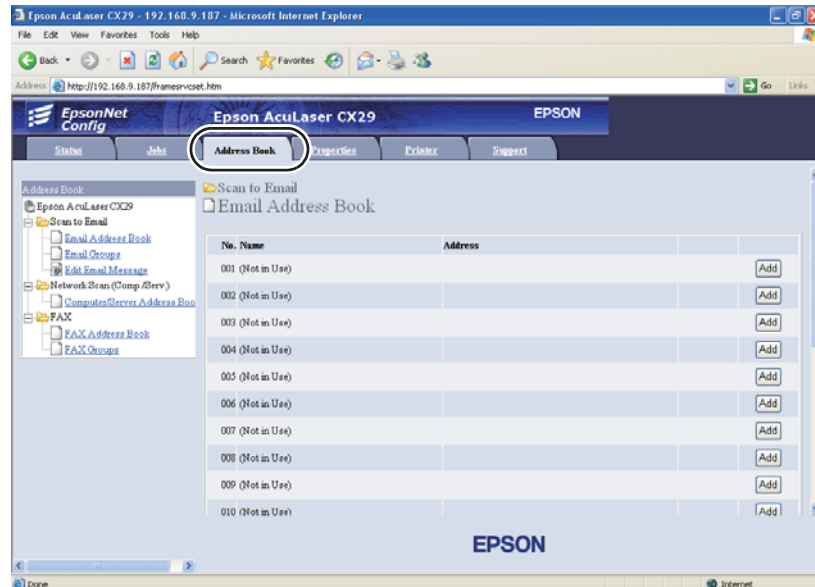 Epson AcuLaser CX29 - 192.168.9.187 - Microsoft Internet Explorer
File Edit View Favorites Tools Help
Back Search Favorites
Address http://192.168.9.187/framesrvcset.htm Go Links
EpsonNet
Config
Epson AcuLaser CX29
EPSON
Status Jobs Address Book Properties Printer Support
Address Book
Epson AcuLaser CX29
Scan to Email
Email Address Book
Email Groups
Edit Email Message
Network Scan (Comp./Serv.)
Computer/Server Address Boo
FAX
FAX Address Book
FAX Groups
Scan to Email
Email Address Book
No. Name Address
001 (Not in Use) Add
002 (Not in Use) Add
003 (Not in Use) Add
004 (Not in Use) Add
005 (Not in Use) Add
006 (Not in Use) Add
007 (Not in Use) Add
008 (Not in Use) Add
009 (Not in Use) Add
010 (Not in Use) Add
EPSON
Done Internet